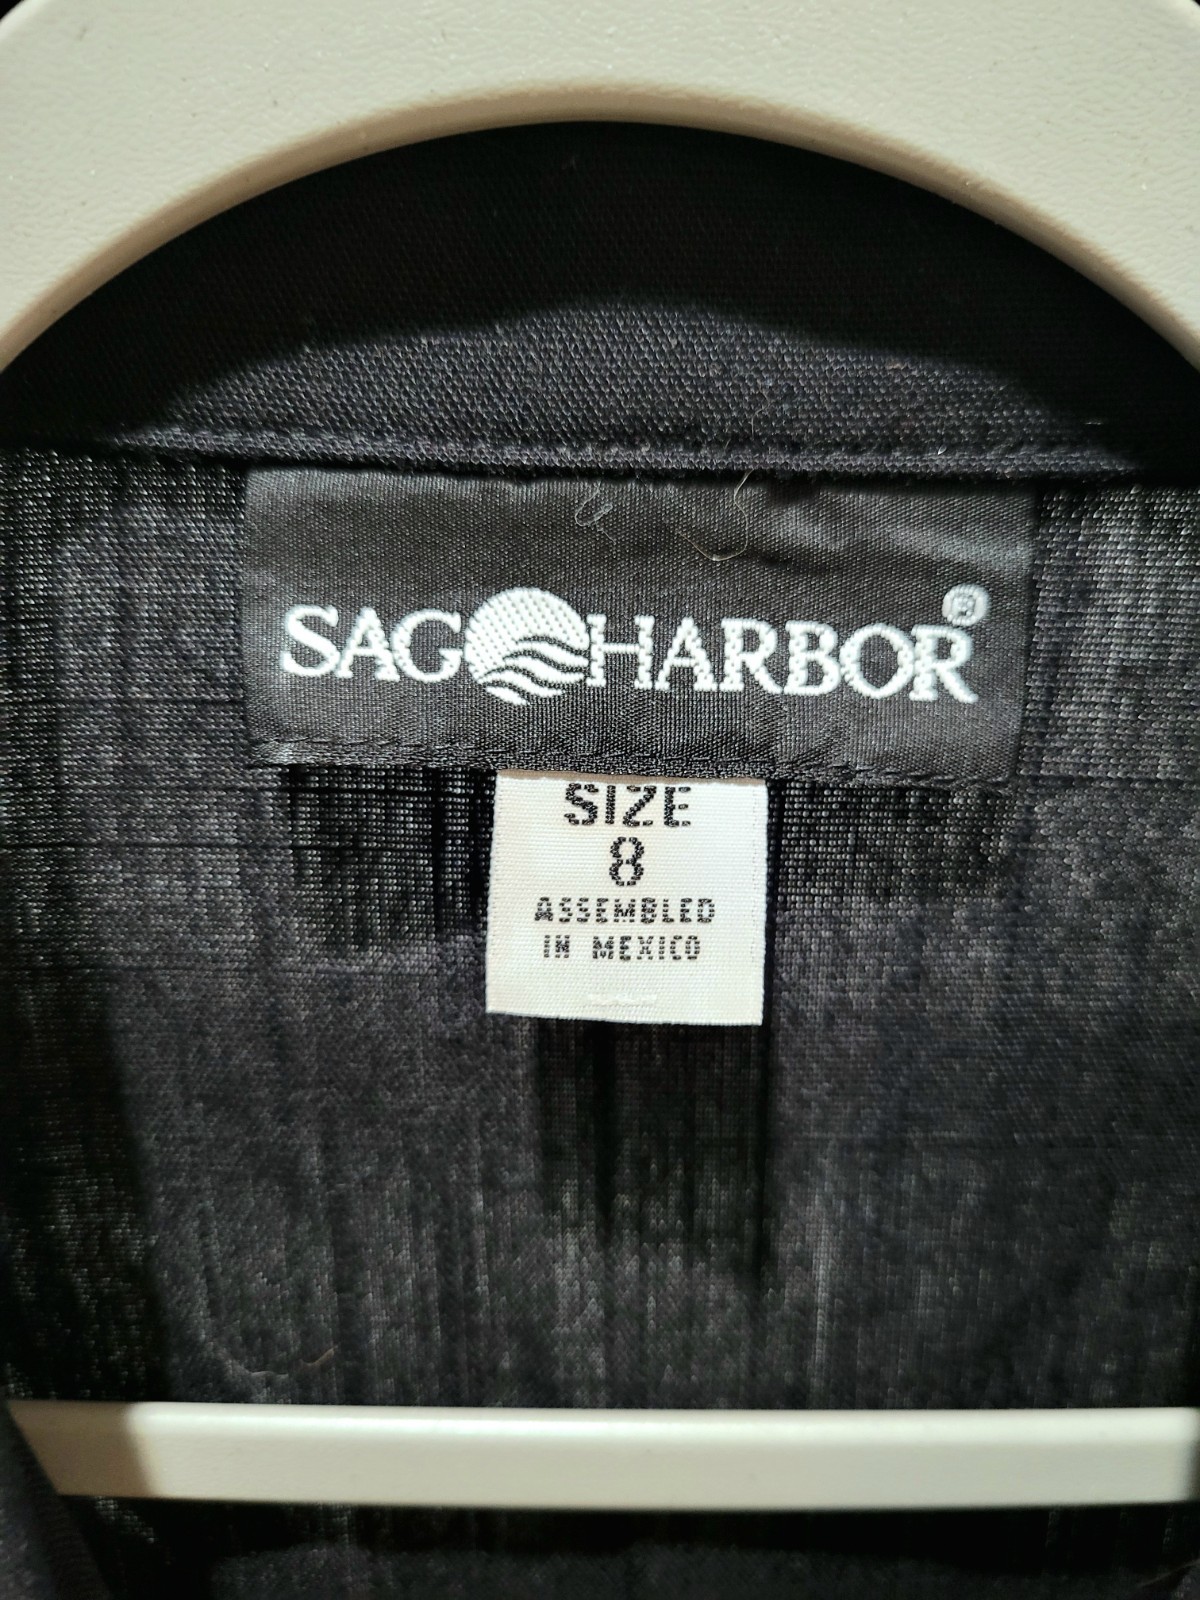 SAG HARBOR®
SIZE
8
ASSEMBLED
IN MEXICO